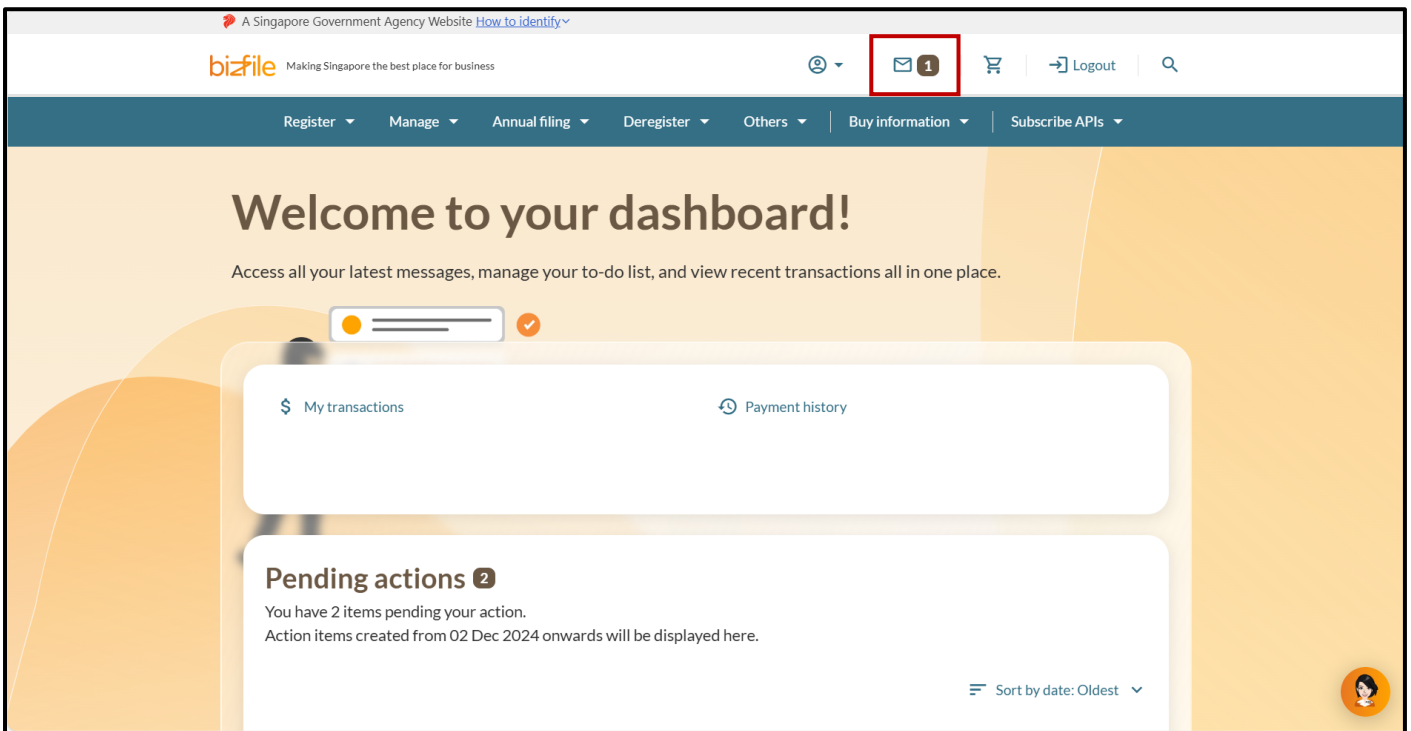 A Singapore Government Agency Website How to identify
bizfile Making Singapore the best place for business
1
Logout
Register
Manage
Annual filing
Deregister
Others
Buy information
Subscribe APIs
Welcome to your dashboard!
Access all your latest messages, manage your to-do list, and view recent transactions all in one place.
$ My transactions
Payment history
Pending actions 2
You have 2 items pending your action.
Action items created from 02 Dec 2024 onwards will be displayed here.
Sort by date: Oldest